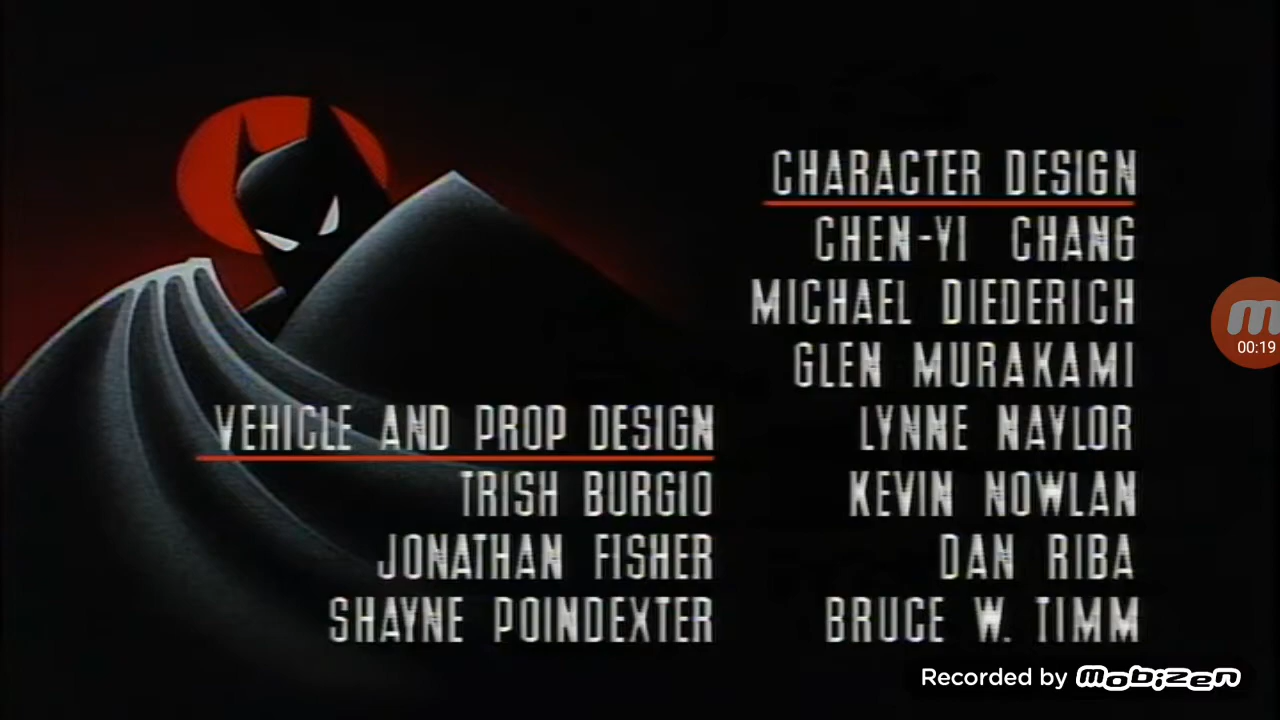 CHARACTER DESIGN
CHEN-YI CHANG
MICHAEL DIEDERICH
GLEN MURAKAMI
LYNNE NAYLOR
KEVIN NOWLAN
DAN RIBA
BRUCE W. TIMM
VEHICLE AND PROP DESIGN
TRISH BURGIO
JONATHAN FISHER
SHAYNE POINDEXTER
m
00:19
Recorded by mobizen